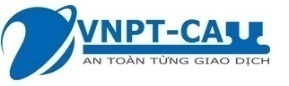 VNPT-CA
AN TOÀN TỪNG GIAO DỊCH